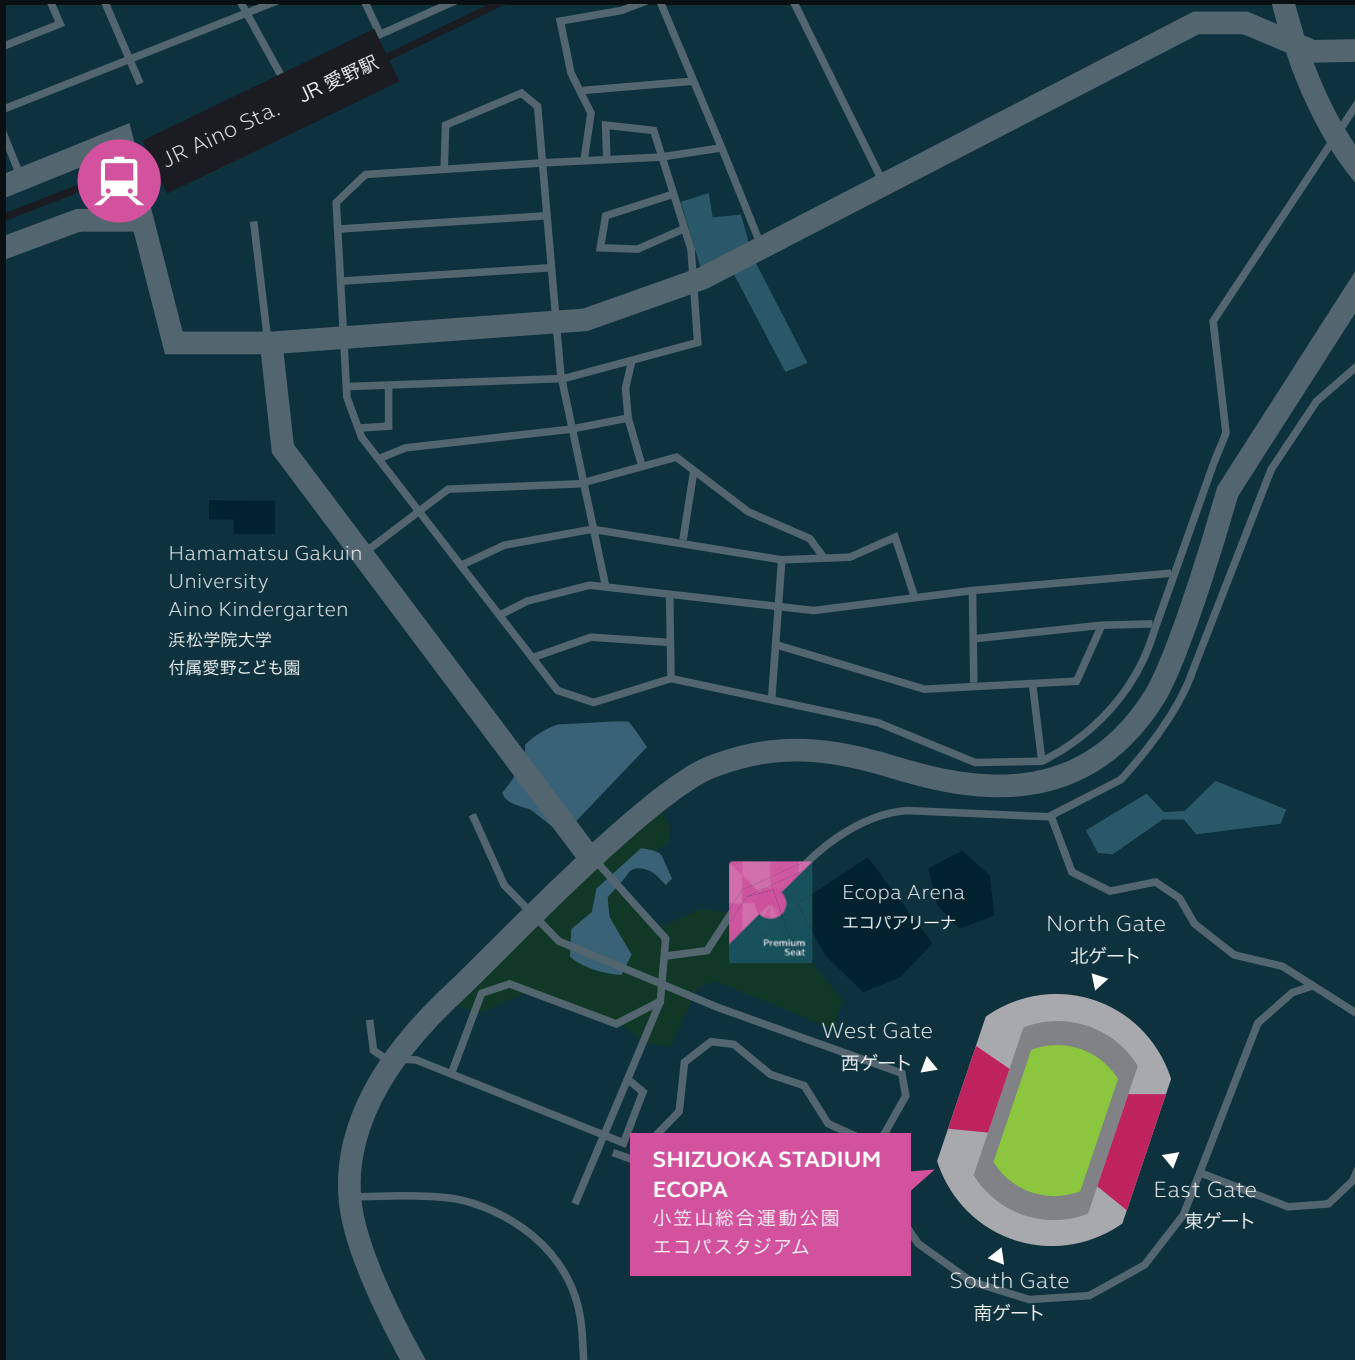 JR Aino Sta. JR 愛野駅
Hamamatsu Gakuin
University
Aino Kindergarten
浜松学院大学
付属愛野こども園
Ecopa Arena
エコパアリーナ
Premium
Seat
North Gate
北ゲート
West Gate
西ゲート
SHIZUOKA STADIUM
ECOPA
小笠山総合運動公園
エコパスタジアム
East Gate
東ゲート
South Gate
南ゲート